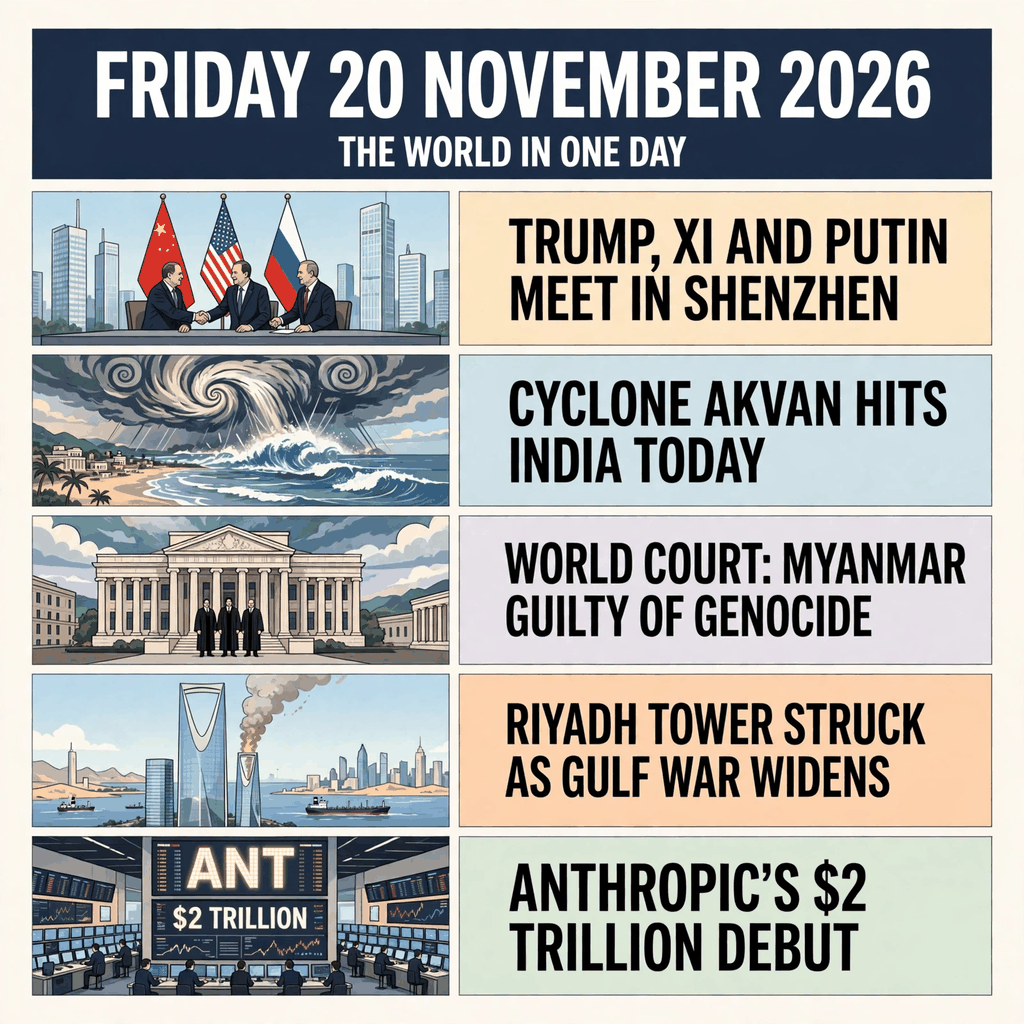 FRIDAY 20 NOVEMBER 2026
THE WORLD IN ONE DAY
TRUMP, XI AND PUTIN
MEET IN SHENZHEN
CYCLONE AKVAN HITS
INDIA TODAY
WORLD COURT: MYANMAR
GUILTY OF GENOCIDE
RIYADH TOWER STRUCK
AS GULF WAR WIDENS
ANT
$2 TRILLION
ANTHROPIC’S $2
TRILLION DEBUT